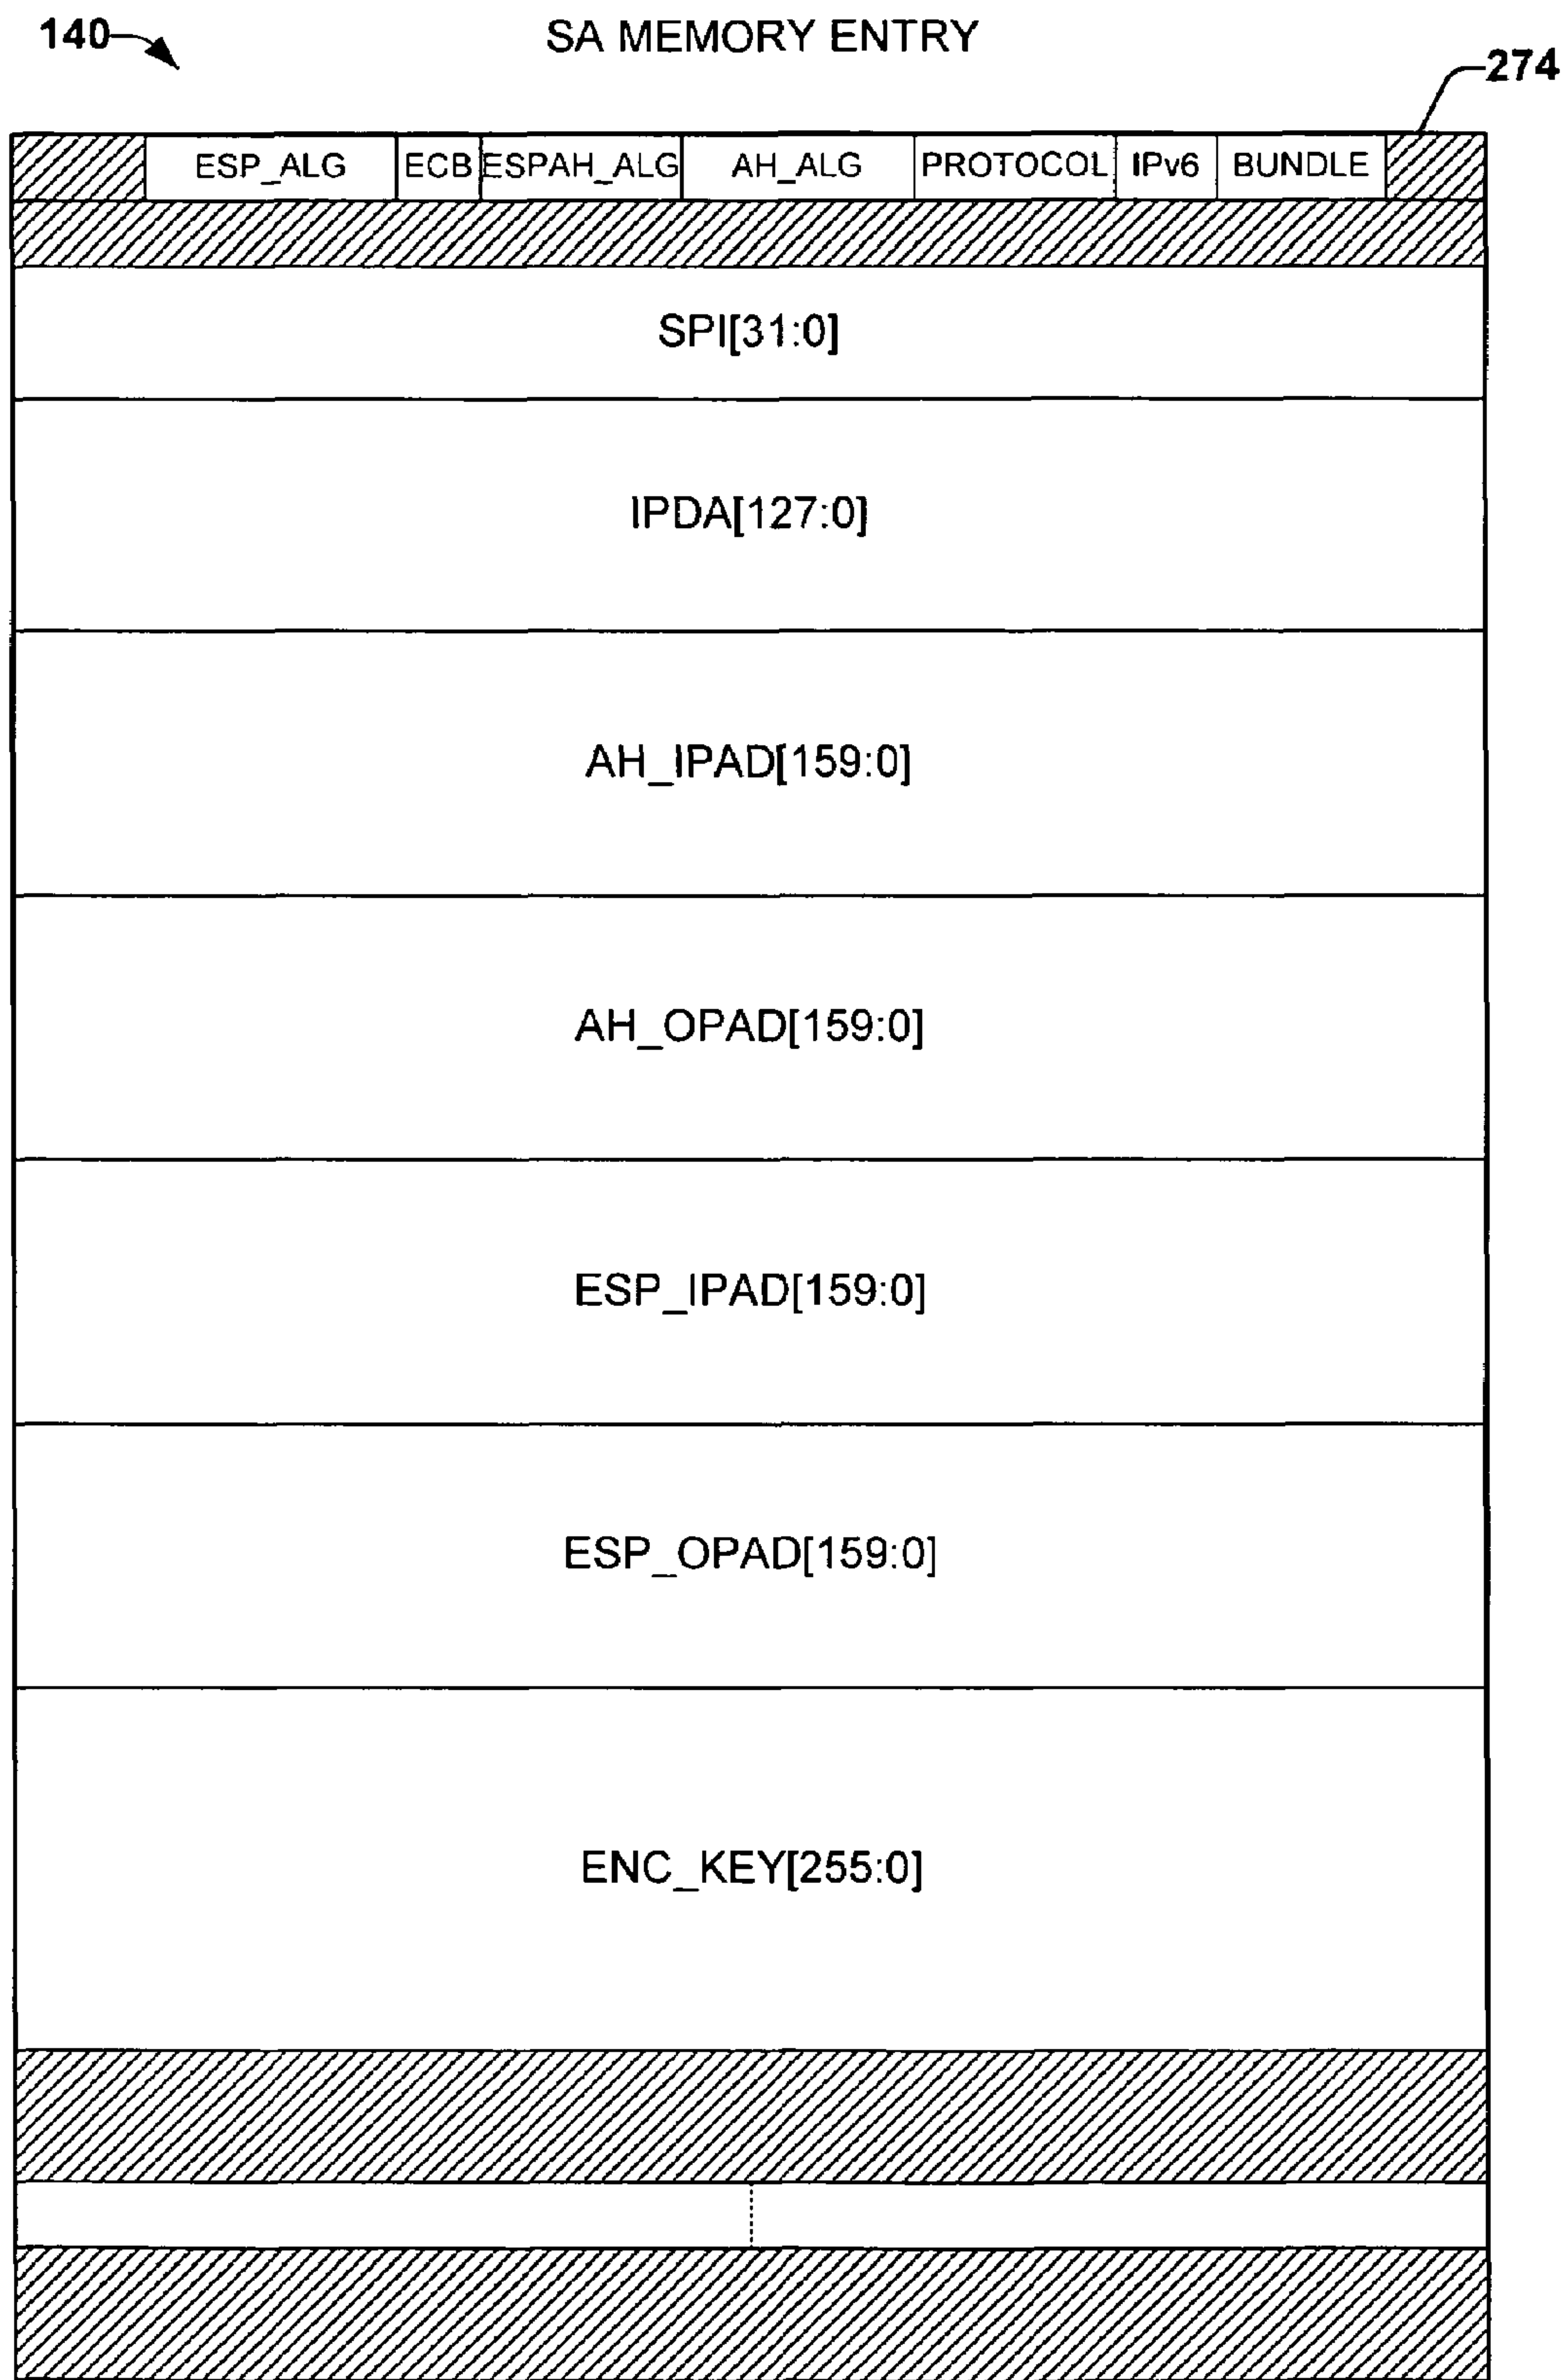 140
SA MEMORY ENTRY
274
ESP_ALG ECB ESPAH_ALG AH_ALG PROTOCOL IPv6 BUNDLE
SPI[31:0]
IPDA[127:0]
AH_IPAD[159:0]
AH_OPAD[159:0]
ESP_IPAD[159:0]
ESP_OPAD[159:0]
ENC_KEY[255:0]